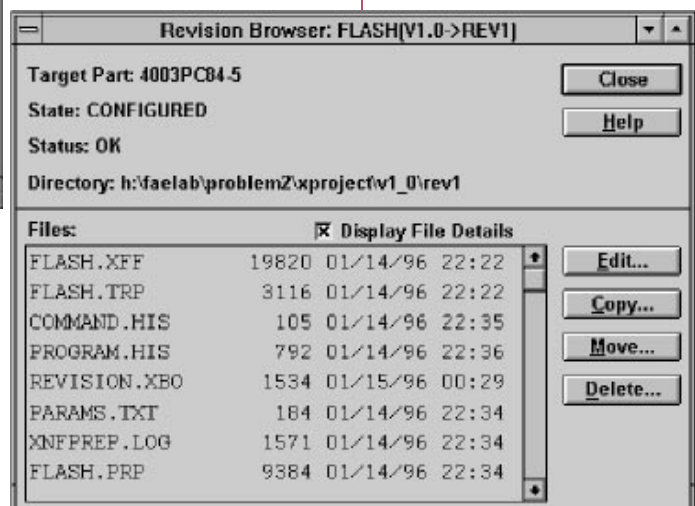 Revision Browser: FLASH(V1.0->REV1)
Target Part: 4003PC84-5
State: CONFIGURED
Status: OK
Directory: h:\faelab\problem2\xproject\v1_0\rev1
Close
Help
Files:
Display File Details
FLASH.XFF 19820 01/14/96 22:22
FLASH.TRP 3116 01/14/96 22:22
COMMAND.HIS 105 01/14/96 22:35
PROGRAM.HIS 792 01/14/96 22:36
REVISION.XBO 1534 01/15/96 00:29
PARAMS.TXT 184 01/14/96 22:34
XNFPREP.LOG 1571 01/14/96 22:34
FLASH.PRP 9384 01/14/96 22:34
Edit...
Copy...
Move...
Delete...